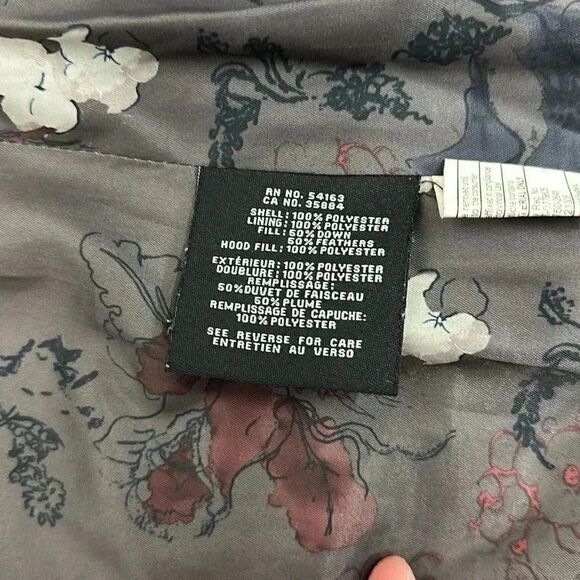 RN NO. 54163
CA NO. 35884
SHELL: 100% POLYESTER
LINING: 100% POLYESTER
FILL: 50% DOWN
50% FEATHERS
HOOD FILL: 100% POLYESTER
EXTÉRIEUR: 100% POLYESTER
DOUBLURE: 100% POLYESTER
REMPLISSAGE:
50% DUVET DE FAISCEAU
50% PLUME
REMPLISSAGE DE CAPUCHE:
100% POLYESTER
SEE REVERSE FOR CARE
ENTRETIEN AU VERSO